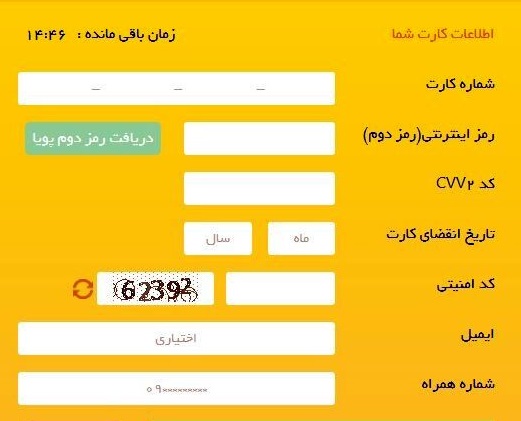 اطلاعات کارت شما
زمان باقی مانده : ۱۴:۴۶
شماره کارت
_ _ _
رمز اینترنتی(رمز دوم)
دریافت رمز دوم پویا
کد CVV۲
تاریخ انقضای کارت
ماه
سال
کد امنیتی
62392
ایمیل
اختیاری
شماره همراه
۰۹*********